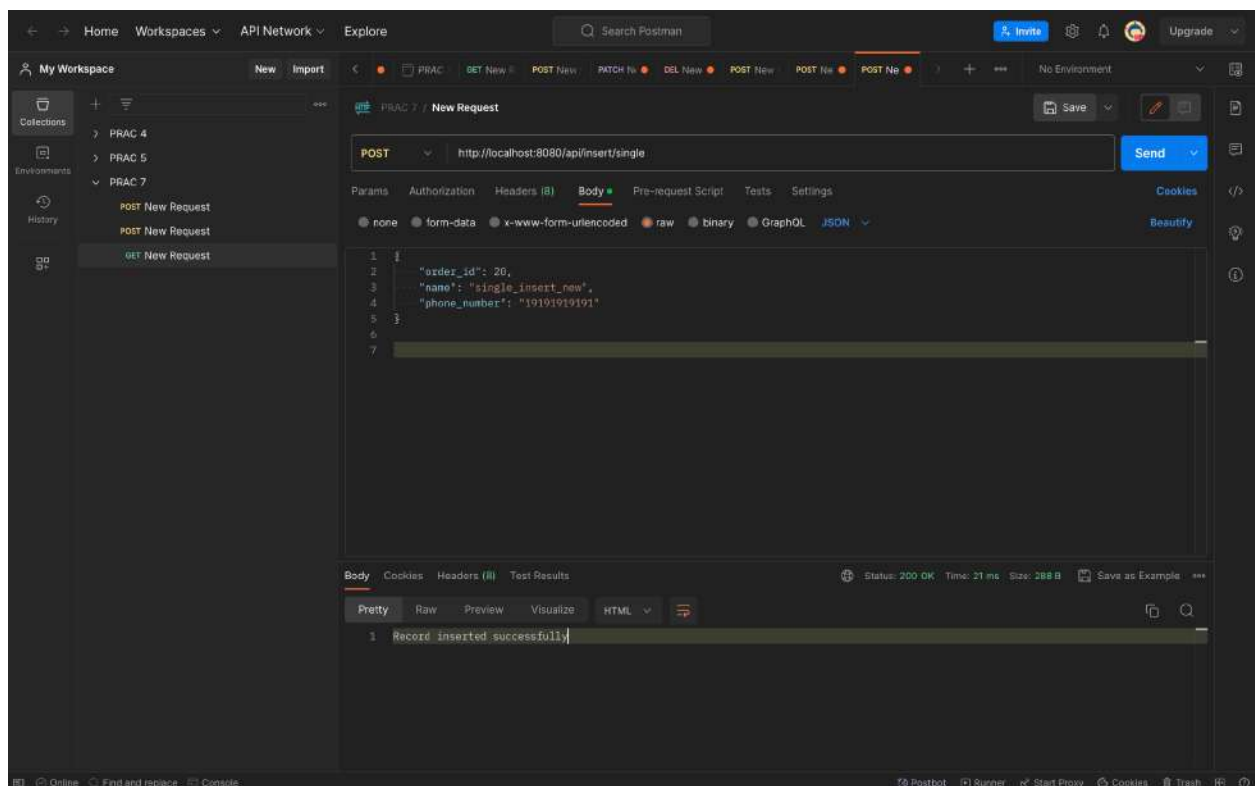 Home Workspaces API Network Explore Search Postman Invite Upgrade
My Workspace New Import PRAC GET New POST New PATCH N DEL New POST New POST Ne POST Ne No Environment
Collections
PRAC 7 / New Request Save
PRAC 4
Environments
PRAC 5
POST http://localhost:8080/api/insert/single Send
PRAC 7
Params Authorization Headers (8) Body Pre-request Script Tests Settings Cookies
History
POST New Request
none form-data x-www-form-urlencoded raw binary GraphQL JSON Beautify
POST New Request
GET New Request
1 {
2 "order_id": 20,
3 "name": "single_insert_new",
4 "phone_number": "19191919191"
5 }
6
7
Body Cookies Headers (8) Test Results Status: 200 OK Time: 21 ms Size: 288 B Save as Example
Pretty Raw Preview Visualize HTML
1 Record inserted successfully
Online Find and replace Console Postbot Runner Start Proxy Cookies Trash